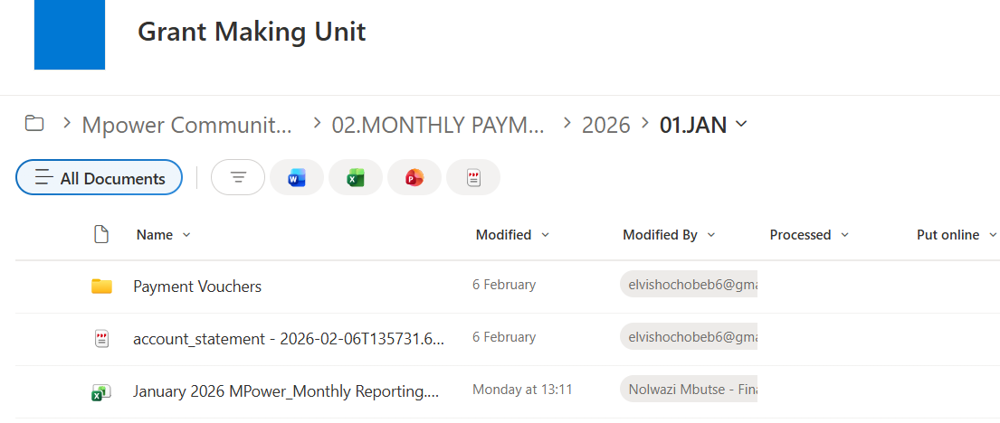 Grant Making Unit
Mpower Communit... > 02.MONTHLY PAYM... > 2026 > 01.JAN
All Documents
Name Modified Modified By Processed Put online
Payment Vouchers 6 February elvishochobeb6@gma
account_statement - 2026-02-06T135731.6... 6 February elvishochobeb6@gma
January 2026 MPower_Monthly Reporting.... Monday at 13:11 Nolwazi Mbutse - Fina